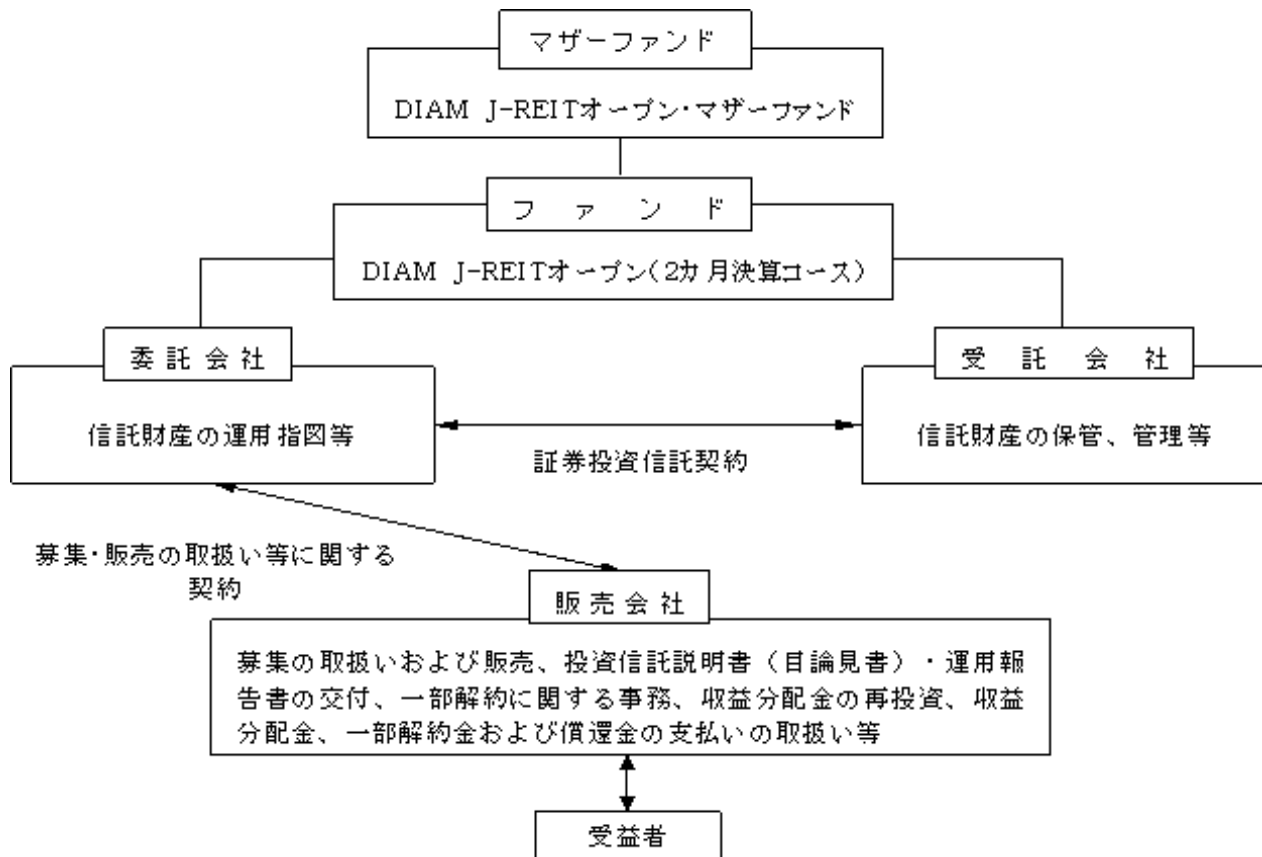 マザーファンド
DIAM J-REITオープン・マザーファンド
ファンド
DIAM J-REITオープン(2カ月決算コース)
委託会社
受託会社
信託財産の運用指図等
信託財産の保管、管理等
証券投資信託契約
募集・販売の取扱い等に関する
契約
販売会社
募集の取扱いおよび販売、投資信託説明書(目論見書)・運用報
告書の交付、一部解約に関する事務、収益分配金の再投資、収益
分配金、一部解約金および償還金の支払いの取扱い等
受益者